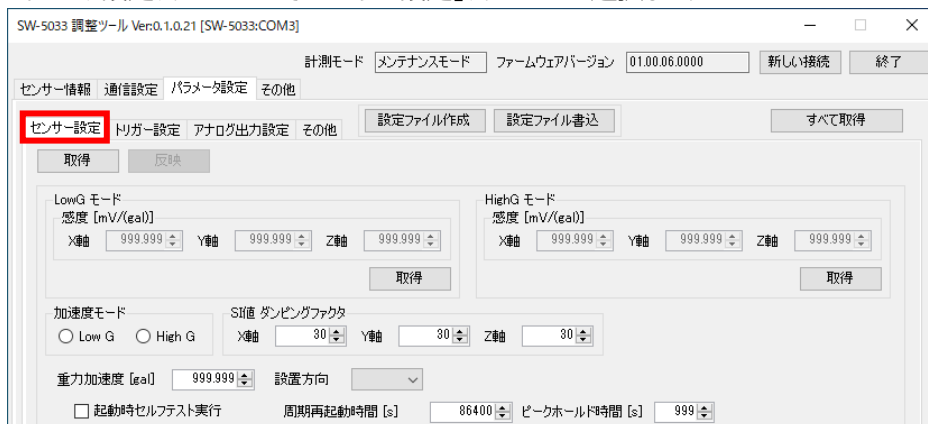 SW-5033 調整ツール Ver:0.1.0.21 [SW-5033:COM3]
計測モード メンテナンスモード ファームウェアバージョン 01.00.06.0000 新しい接続 終了
センサー情報 通信設定 パラメータ設定 その他
センサー設定 トリガー設定 アナログ出力設定 その他 設定ファイル作成 設定ファイル書込 すべて取得
取得 反映
LowG モード HighG モード
感度 [mV/(gal)] 感度 [mV/(gal)]
X軸 999.999 Y軸 999.999 Z軸 999.999 X軸 999.999 Y軸 999.999 Z軸 999.999
取得 取得
加速度モード SI値 ダンピングファクタ
Low G High G X軸 30 Y軸 30 Z軸 30
重力加速度 [gal] 999.999 設置方向
起動時セルフテスト実行 周期再起動時間 [s] 86400 ピークホールド時間 [s] 999